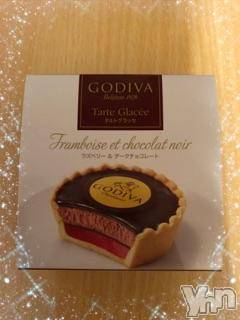 GODIVA
Belgium 1926
Tarte Glacée
タルトグラッセ
Framboise et chocolat noir
ラズベリー & ダークチョコレート
GODIVA
YhN